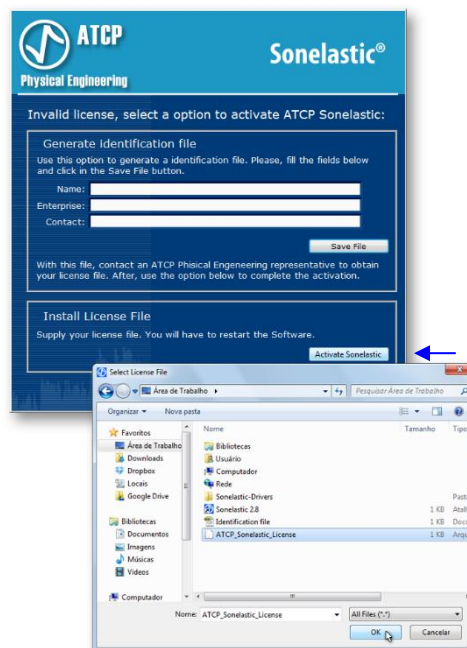 ATCP
Physical Engineering
Sonelastic®
Invalid license, select a option to activate ATCP Sonelastic:
Generate identification file
Use this option to generate a identification file. Please, fill the fields below
and click in the Save File button.
Name:
Enterprise:
Contact:
Save File
With this file, contact an ATCP Phisical Engeneering representative to obtain
your license file. After, use the option below to complete the activation.
Install License File
Supply your license file. You will have to restart the Software.
Activate Sonelastic
Select License File
Área de Trabalho
Pesquisar Área de Trabalho
Organizar
Nova pasta
Nome
Tamanho
Tipo
Favoritos
Área de Trabalho
Downloads
Dropbox
Locais
Google Drive
Bibliotecas
Documentos
Imagens
Músicas
Vídeos
Computador
Bibliotecas
Usuário
Computador
Rede
Sonelastic-Drivers
Past
Sonelastic 2.8
1 KB
Atal
Identification file
1 KB
Docu
ATCP_Sonelastic_License
1 KB
Arqu
Nome: ATCP_Sonelastic_License
All Files (*.*)
OK
Cancelar